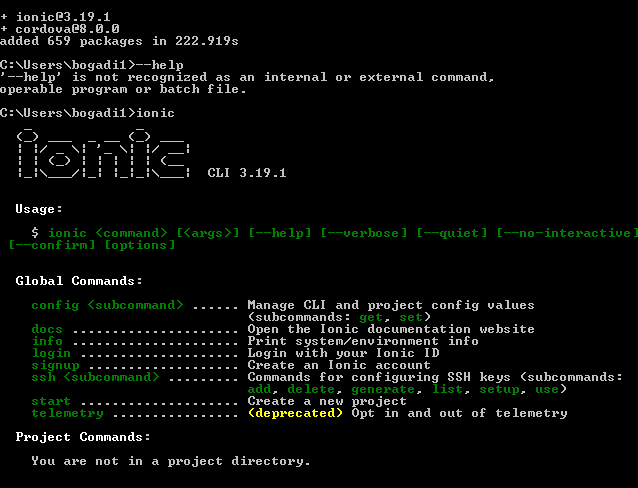 + ionic@3.19.1
+ cordova@8.0.0
added 659 packages in 222.919s
C:\Users\bogadi1>--help
'--help' is not recognized as an internal or external command,
operable program or batch file.
C:\Users\bogadi1>ionic
ionic CLI 3.19.1
Usage:
$ ionic <command> [<args>] [--help] [--verbose] [--quiet] [--no-interactive]
[--confirm] [options]
Global Commands:
config <subcommand> ...... Manage CLI and project config values
(subcommands: get, set)
docs ..................... Open the Ionic documentation website
info ..................... Print system/environment info
login .................... Login with your Ionic ID
signup ................... Create an Ionic account
ssh <subcommand> ......... Commands for configuring SSH keys (subcommands:
add, delete, generate, list, setup, use)
start .................... Create a new project
telemetry ................ (deprecated) Opt in and out of telemetry
Project Commands:
You are not in a project directory.